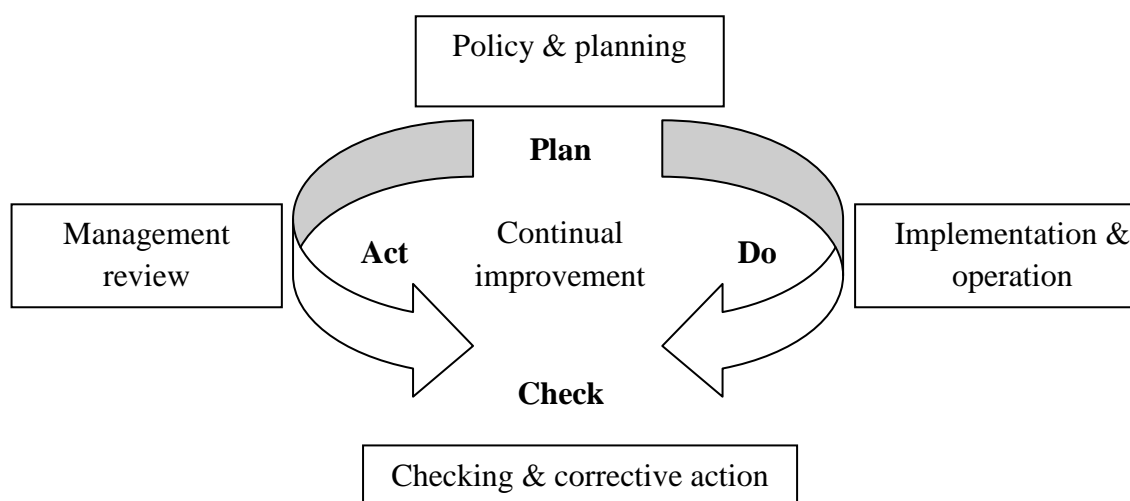 Policy & planning
Plan
Management
review
Act
Continual
improvement
Do
Implementation &
operation
Check
Checking & corrective action